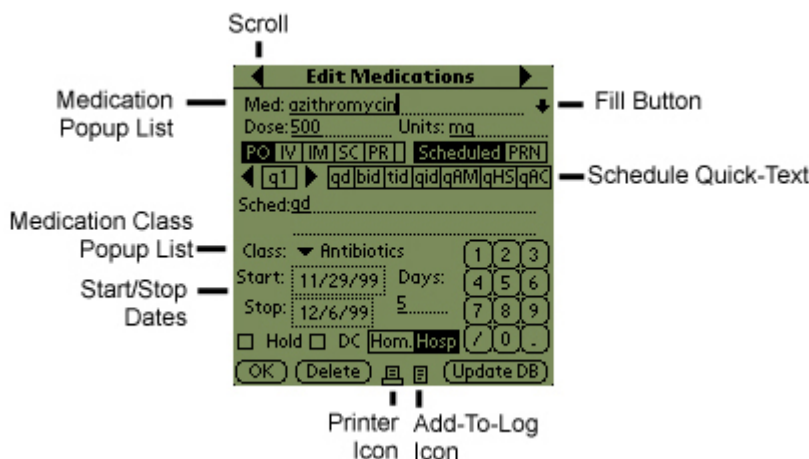 Scroll
Edit Medications
Medication
Popup List
Med: azithromycin
Fill Button
Dose: 500 Units: mg
PO IV IM SC PR Scheduled PRN
q1 qd bid tid qid qAM qHS qAC
Schedule Quick-Text
Sched: qd
Medication Class
Popup List
Class: Antibiotics
1 2 3
Start/Stop
Dates
Start: 11/29/99 Days:
4 5 6
Stop: 12/6/99 5
7 8 9
Hold DC Hom. Hosp
/ 0 .
OK Delete Update DB
Printer
Icon
Add-To-Log
Icon